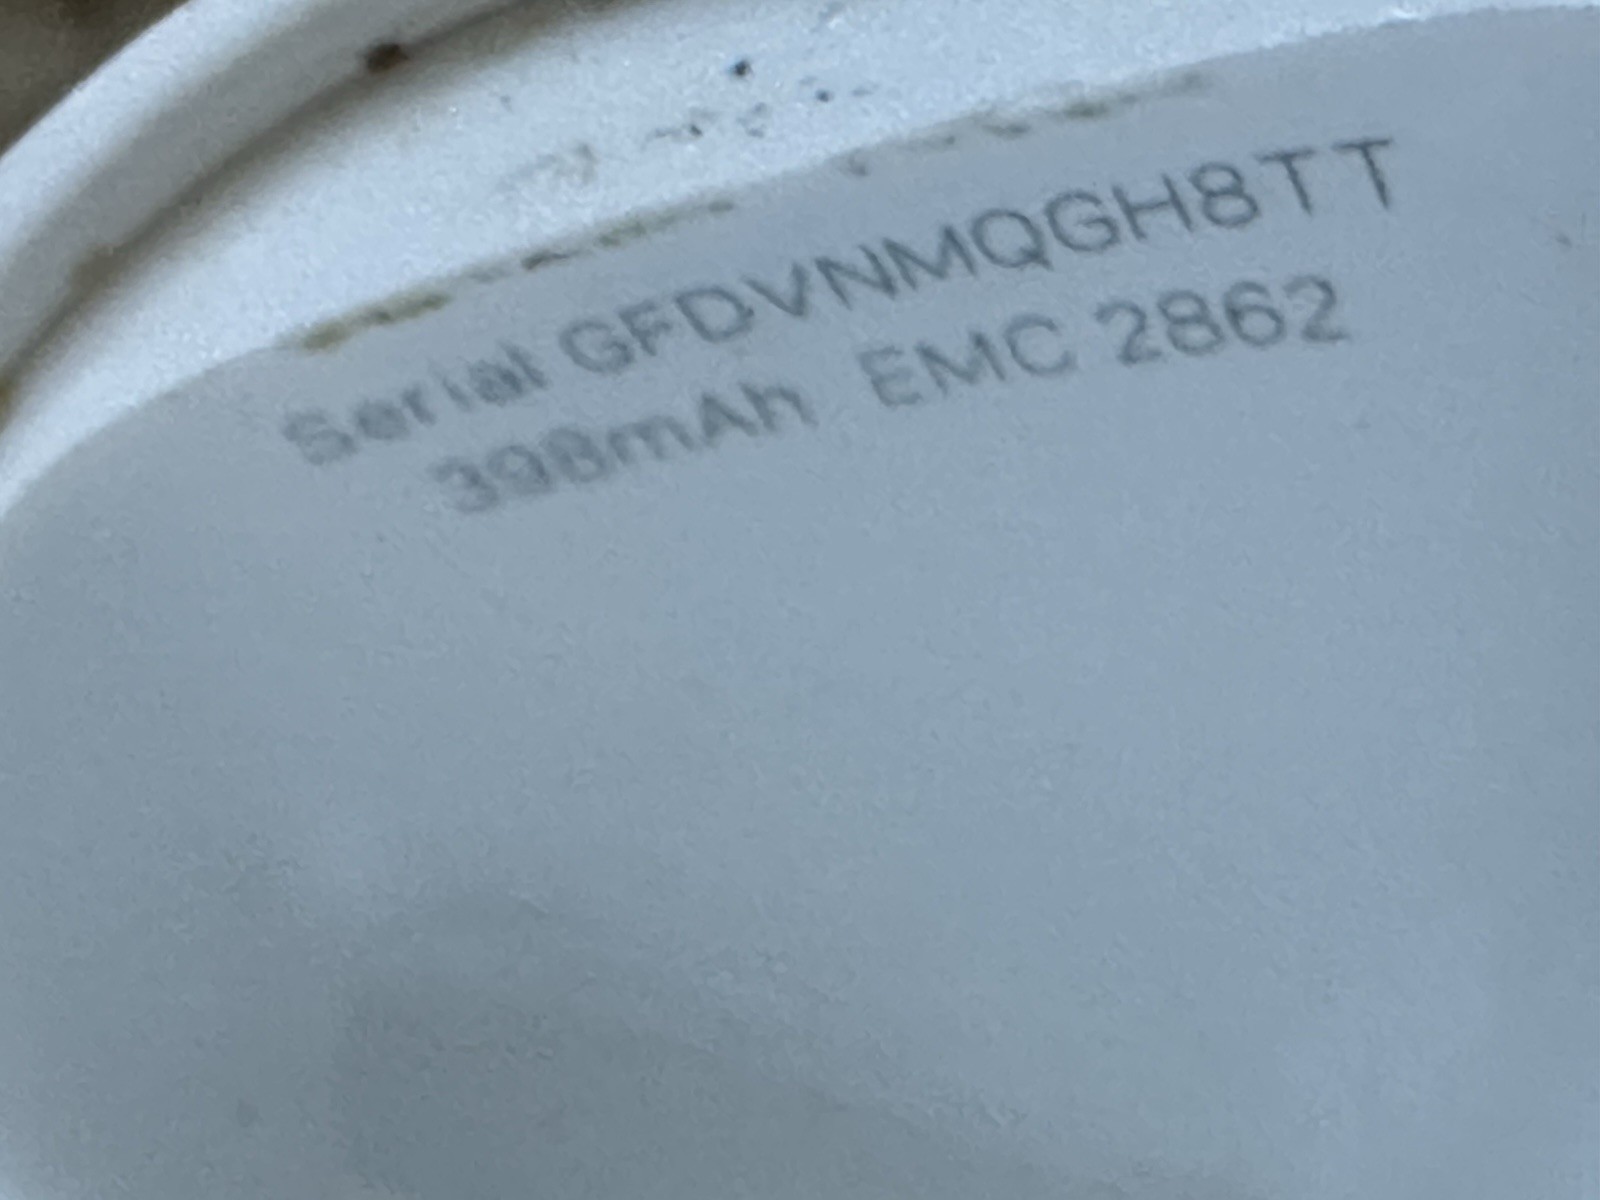 Serial GFDVNMQGH8TT
398mAh EMC 2862